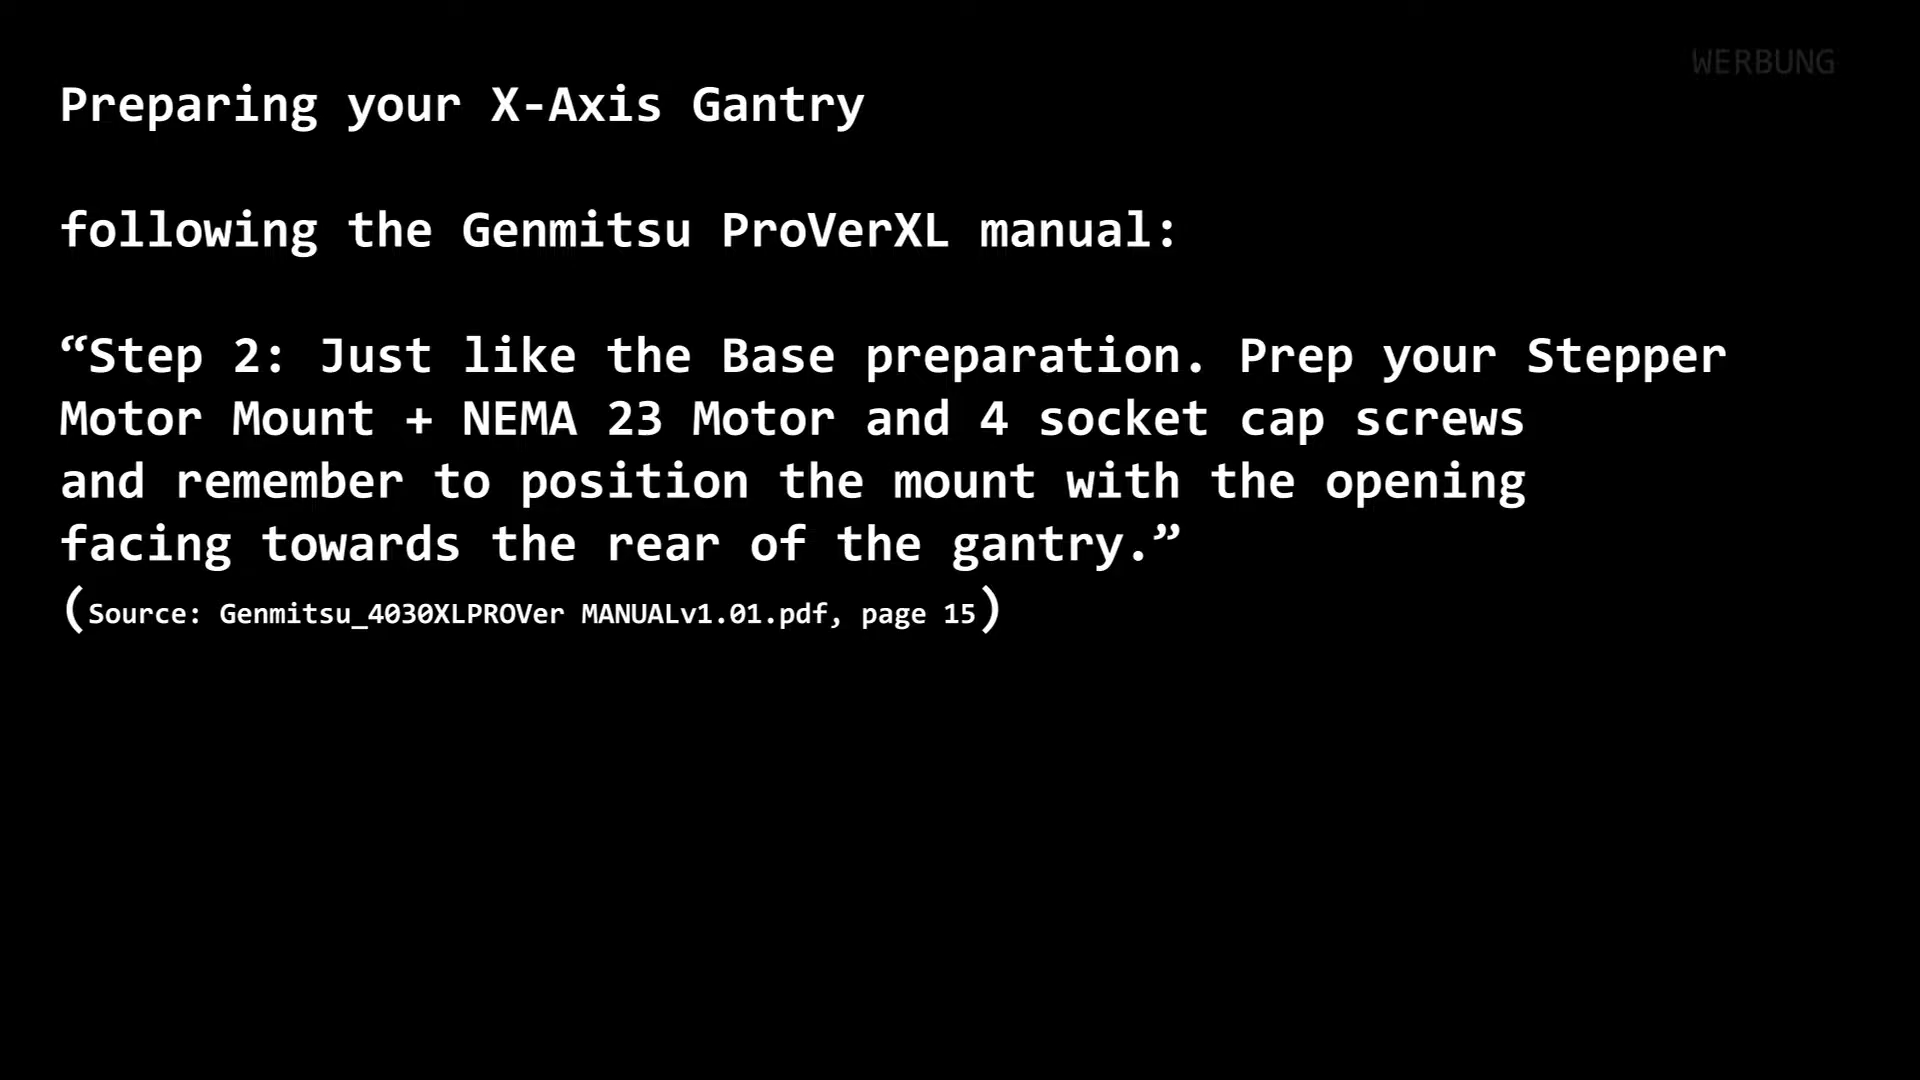 WERBUNG
Preparing your X-Axis Gantry
following the Genmitsu ProVerXL manual:
“Step 2: Just like the Base preparation. Prep your Stepper
Motor Mount + NEMA 23 Motor and 4 socket cap screws
and remember to position the mount with the opening
facing towards the rear of the gantry.”
(Source: Genmitsu_4030XLPROVer MANUALv1.01.pdf, page 15)